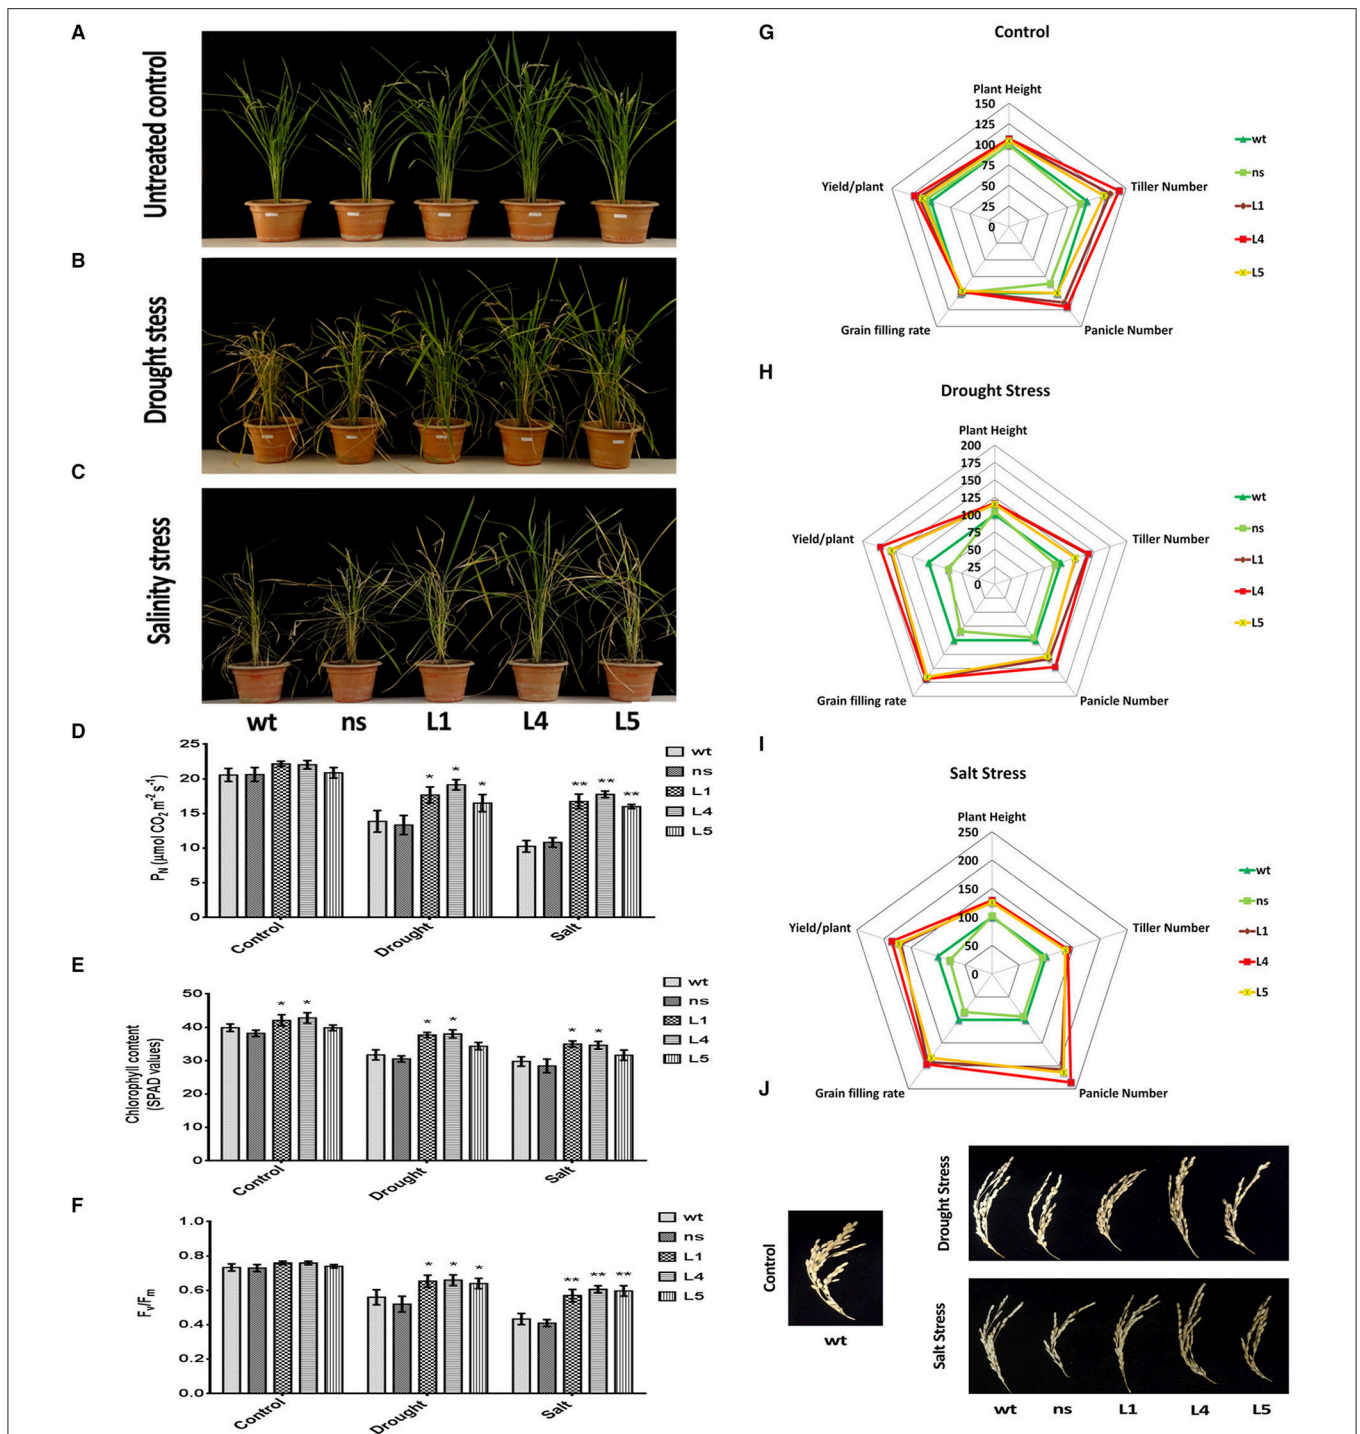 A
Untreated control
B
Drought stess
C
Salinity stress
wt ns L1 L4 L5
D
25
20
15
10
5
0
P_N (μmol CO₂ m⁻² s⁻¹)
* * * ** ** **
Control Drought Salt
wt
ns
L1
L4
L5
E
50
40
30
20
10
0
Chlorophyll content
(SPAD values)
* * * * * *
Control Drought Salt
wt
ns
L1
L4
L5
F
1.0
0.8
0.6
0.4
0.2
0.0
Fᵥ/Fₘ
* * * ** ** **
Control Drought Salt
wt
ns
L1
L4
L5
G
Control
Plant Height
150
125
100
75
50
25
0
Yield/plant
Tiller Number
Grain filling rate
Panicle Number
wt
ns
L1
L4
L5
H
Drought Stress
Plant Height
200
175
150
125
100
75
50
25
0
Yield/plant
Tiller Number
Grain filling rate
Panicle Number
wt
ns
L1
L4
L5
I
Salt Stress
Plant Height
250
200
150
100
50
0
Yield/plant
Tiller Number
Grain filling rate
Panicle Number
wt
ns
L1
L4
L5
J
Control
wt
Drought Stress
Salt Stress
wt ns L1 L4 L5